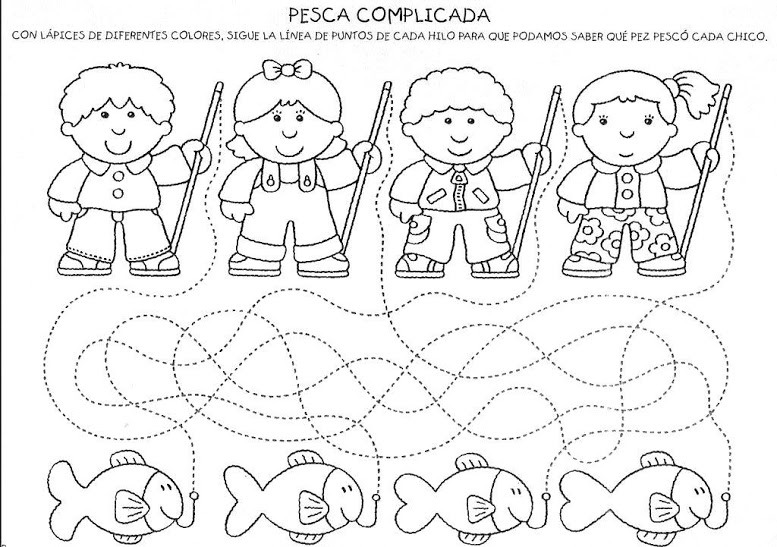 PESCA COMPLICADA
CON LÁPICES DE DIFERENTES COLORES, SIGUE LA LÍNEA DE PUNTOS DE CADA HILO PARA QUE PODAMOS SABER QUÉ PEZ PESCÓ CADA CHICO.